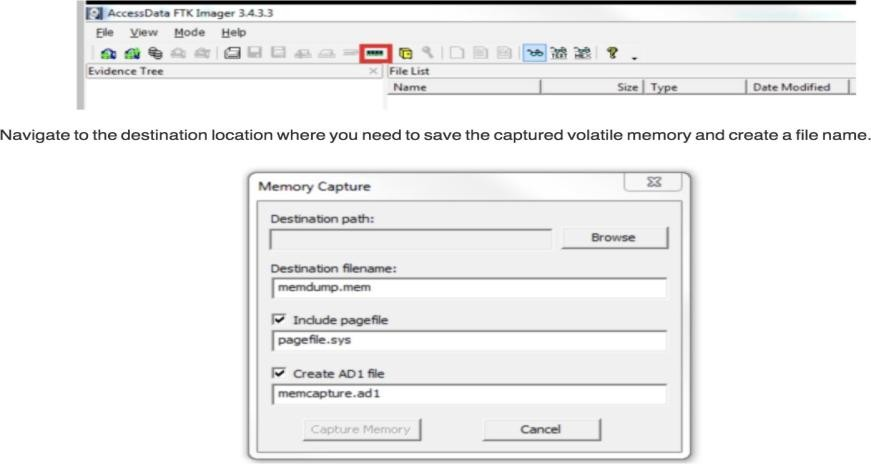 AccessData FTK Imager 3.4.3.3
File View Mode Help
Evidence Tree
File List
Name Size Type Date Modified
Navigate to the destination location where you need to save the captured volatile memory and create a file name.
Memory Capture
Destination path:
Browse
Destination filename:
memdump.mem
Include pagefile
pagefile.sys
Create AD1 file
memcapture.ad1
Capture Memory Cancel